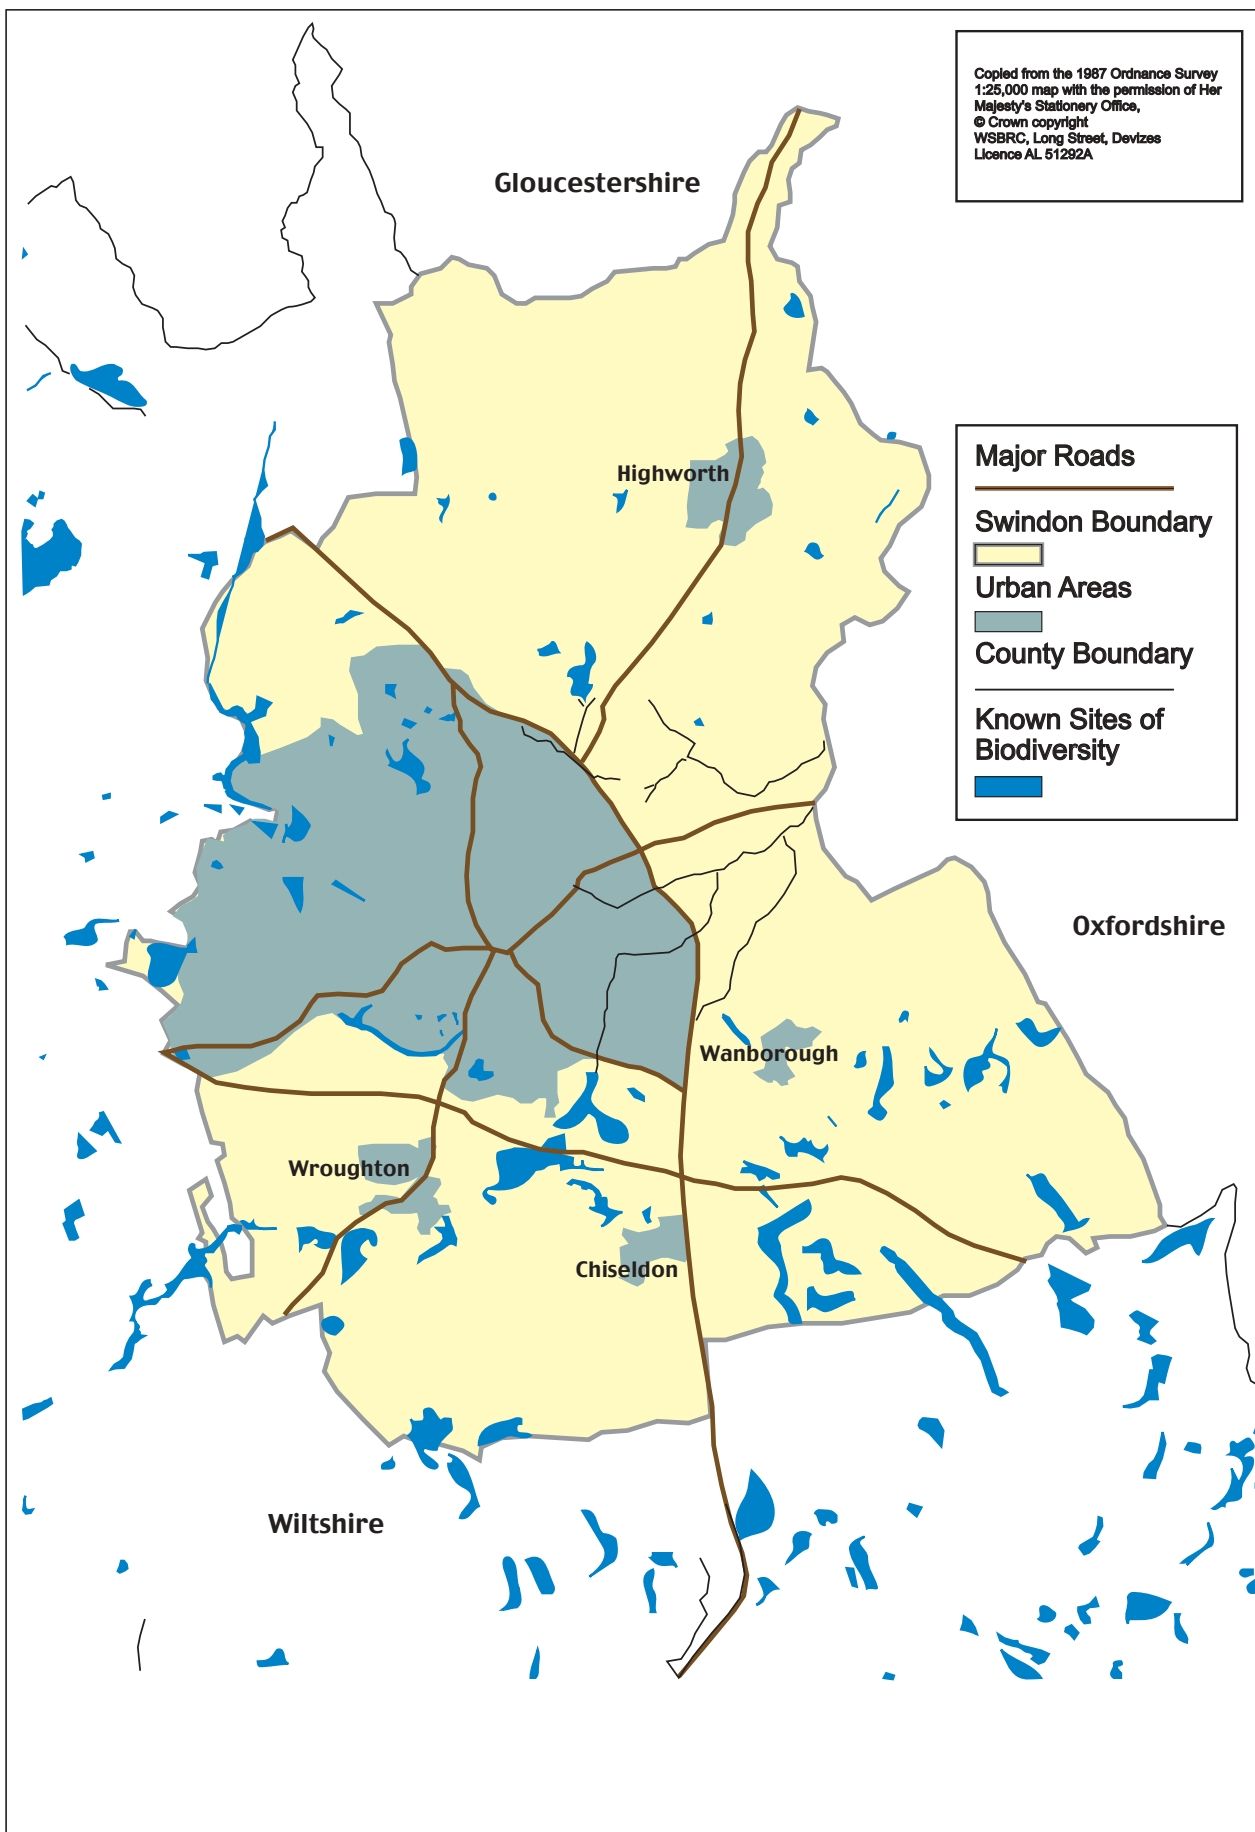 Copied from the 1987 Ordnance Survey
1:25,000 map with the permission of Her
Majesty's Stationery Office,
© Crown copyright
WSBRC, Long Street, Devizes
Licence AL 51292A
Gloucestershire
Major Roads
Swindon Boundary
Urban Areas
County Boundary
Known Sites of
Biodiversity
Highworth
Oxfordshire
Wanborough
Wroughton
Chiseldon
Wiltshire